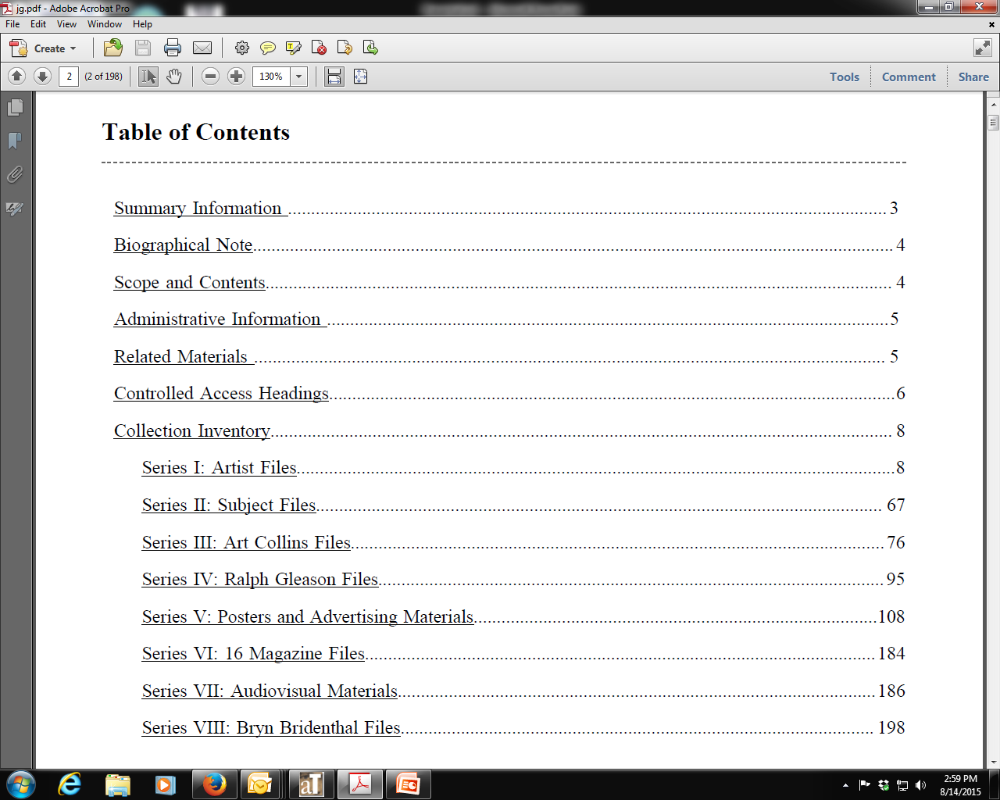 jg.pdf - Adobe Acrobat Pro
File Edit View Window Help
Create
2 (2 of 198) 130% Tools Comment Share
Table of Contents
Summary Information ........ 3
Biographical Note........ 4
Scope and Contents........ 4
Administrative Information ........ 5
Related Materials ........ 5
Controlled Access Headings........ 6
Collection Inventory........ 8
Series I: Artist Files........ 8
Series II: Subject Files........ 67
Series III: Art Collins Files........ 76
Series IV: Ralph Gleason Files........ 95
Series V: Posters and Advertising Materials........ 108
Series VI: 16 Magazine Files........ 184
Series VII: Audiovisual Materials........ 186
Series VIII: Bryn Bridenthal Files........ 198
aT
2:59 PM
8/14/2015